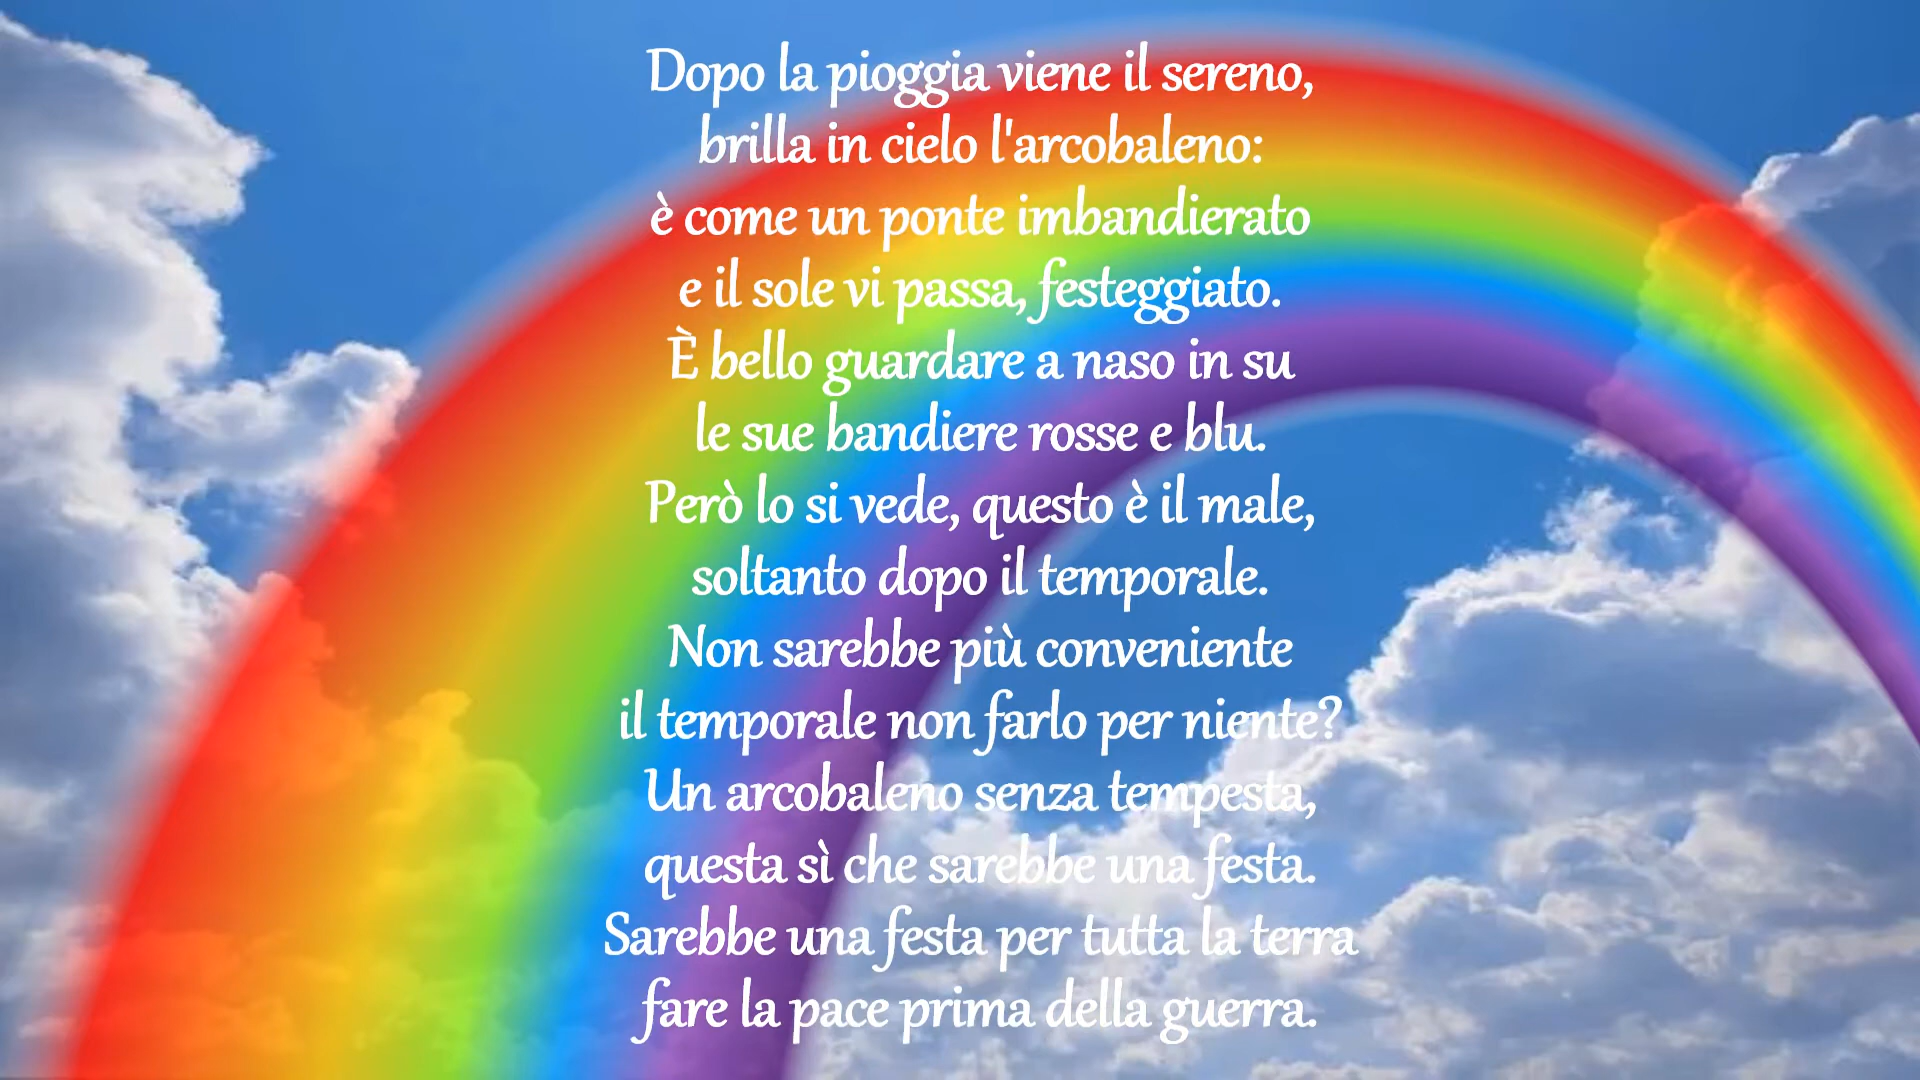 Dopo la pioggia viene il sereno,
brilla in cielo l'arcobaleno:
è come un ponte imbandierato
e il sole vi passa, festeggiato.
È bello guardare a naso in su
le sue bandiere rosse e blu.
Però lo si vede, questo è il male,
soltanto dopo il temporale.
Non sarebbe più conveniente
il temporale non farlo per niente?
Un arcobaleno senza tempesta,
questa sì che sarebbe una festa.
Sarebbe una festa per tutta la terra
fare la pace prima della guerra.